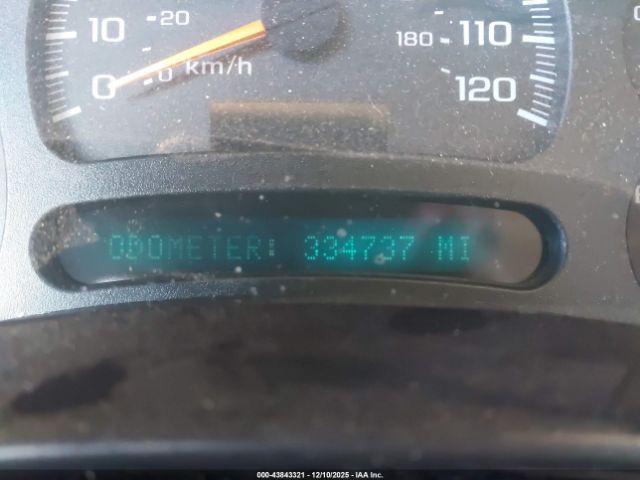 10 20 110
180
0 0 km/h 120
ODOMETER: 334737 MI
000-43843321 - 12/10/2025 - IAA Inc.